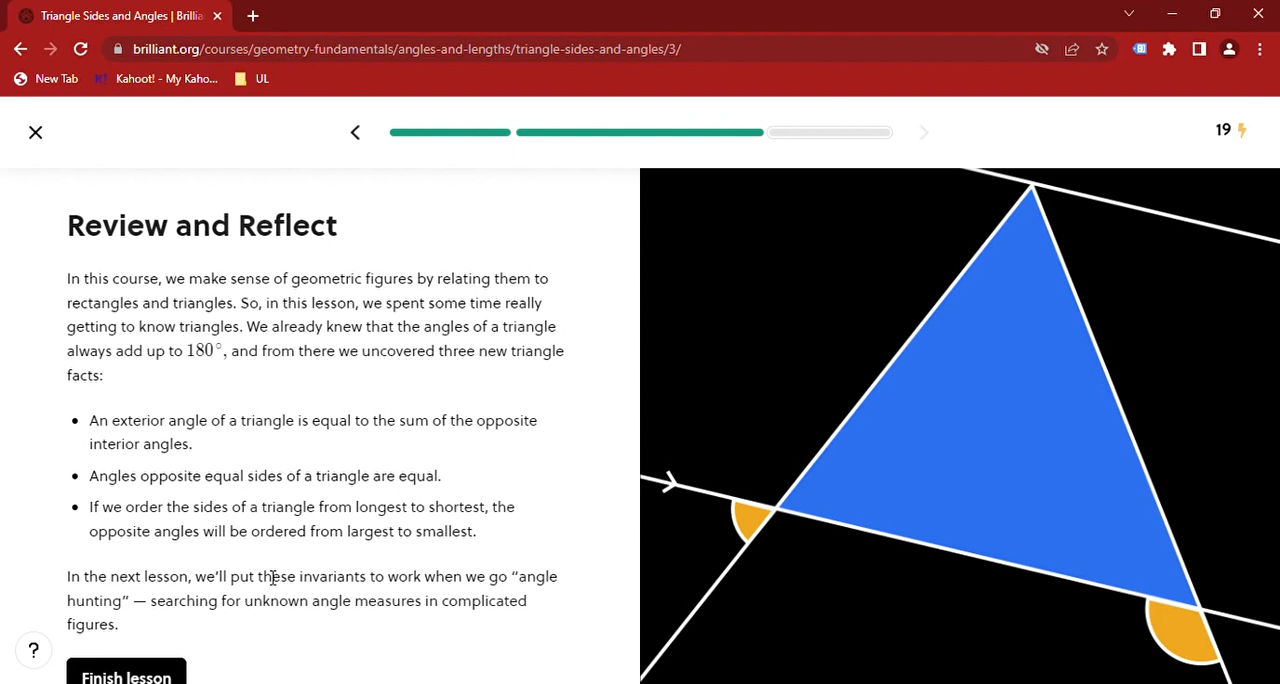 Triangle Sides and Angles | Brillia
brilliant.org/courses/geometry-fundamentals/angles-and-lengths/triangle-sides-and-angles/3/
New Tab K! Kahoot! - My Kaho... UL
19
Review and Reflect
In this course, we make sense of geometric figures by relating them to
rectangles and triangles. So, in this lesson, we spent some time really
getting to know triangles. We already knew that the angles of a triangle
always add up to 180°, and from there we uncovered three new triangle
facts:
• An exterior angle of a triangle is equal to the sum of the opposite
interior angles.
• Angles opposite equal sides of a triangle are equal.
• If we order the sides of a triangle from longest to shortest, the
opposite angles will be ordered from largest to smallest.
In the next lesson, we’ll put these invariants to work when we go “angle
hunting” — searching for unknown angle measures in complicated
figures.
?
Finish lesson